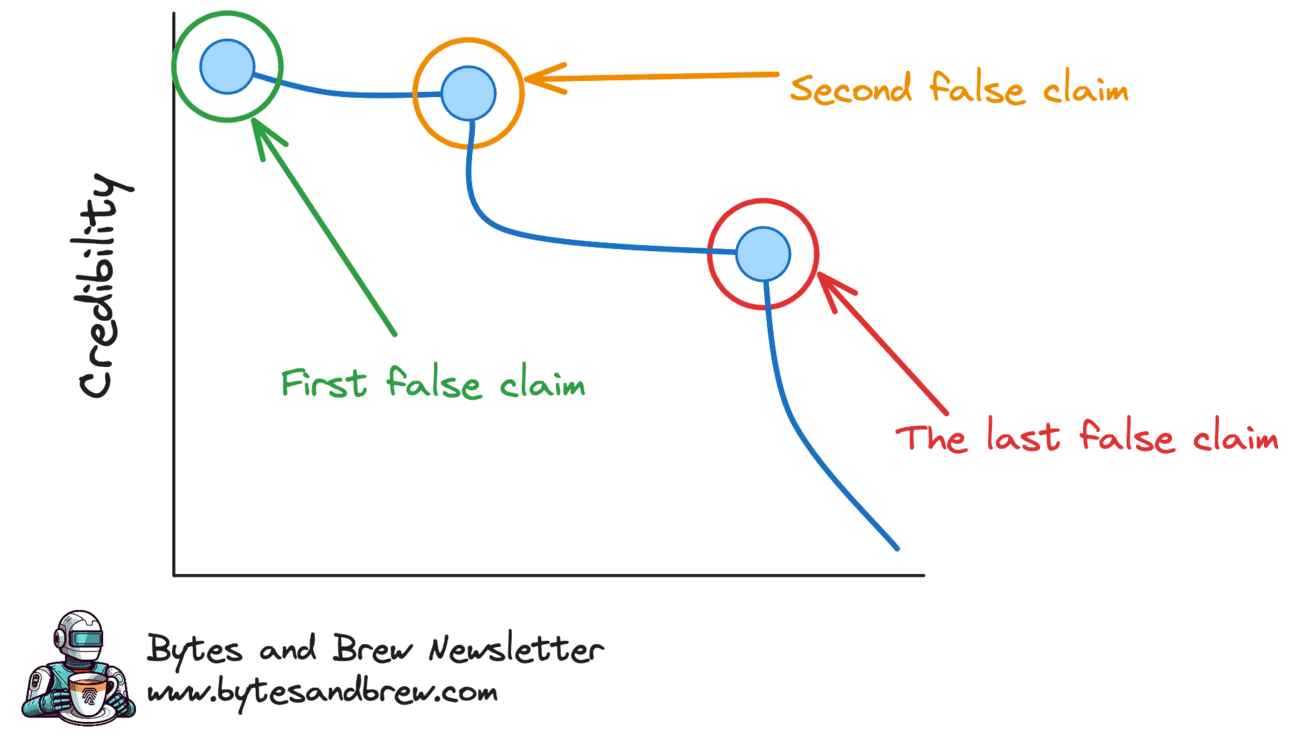 Second false claim
Credibility
First false claim
The last false claim
Bytes and Brew Newsletter
www.bytesandbrew.com